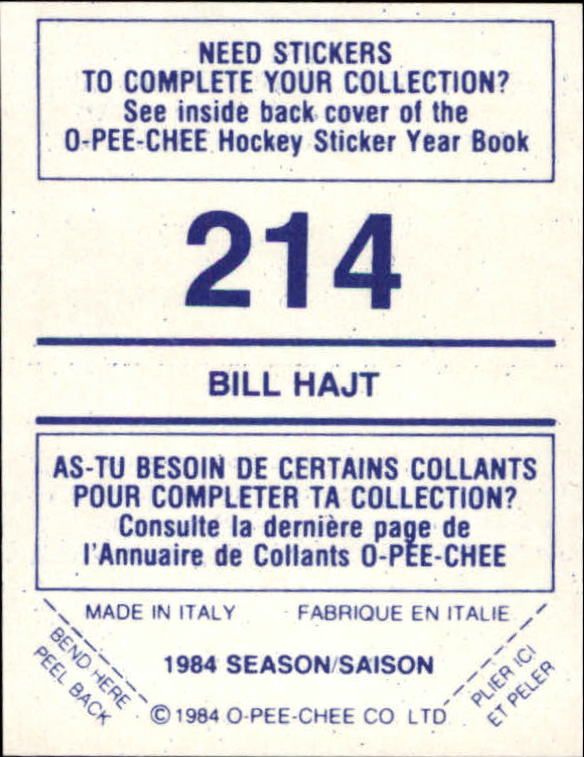 NEED STICKERS
TO COMPLETE YOUR COLLECTION?
See inside back cover of the
O-PEE-CHEE Hockey Sticker Year Book
214
BILL HAJT
AS-TU BESOIN DE CERTAINS COLLANTS
POUR COMPLETER TA COLLECTION?
Consulte la dernière page de
l'Annuaire de Collants O-PEE-CHEE
MADE IN ITALY FABRIQUE EN ITALIE
BEND HERE
PEEL BACK
1984 SEASON/SAISON
PLIER ICI
ET PELER
© 1984 O-PEE-CHEE CO LTD